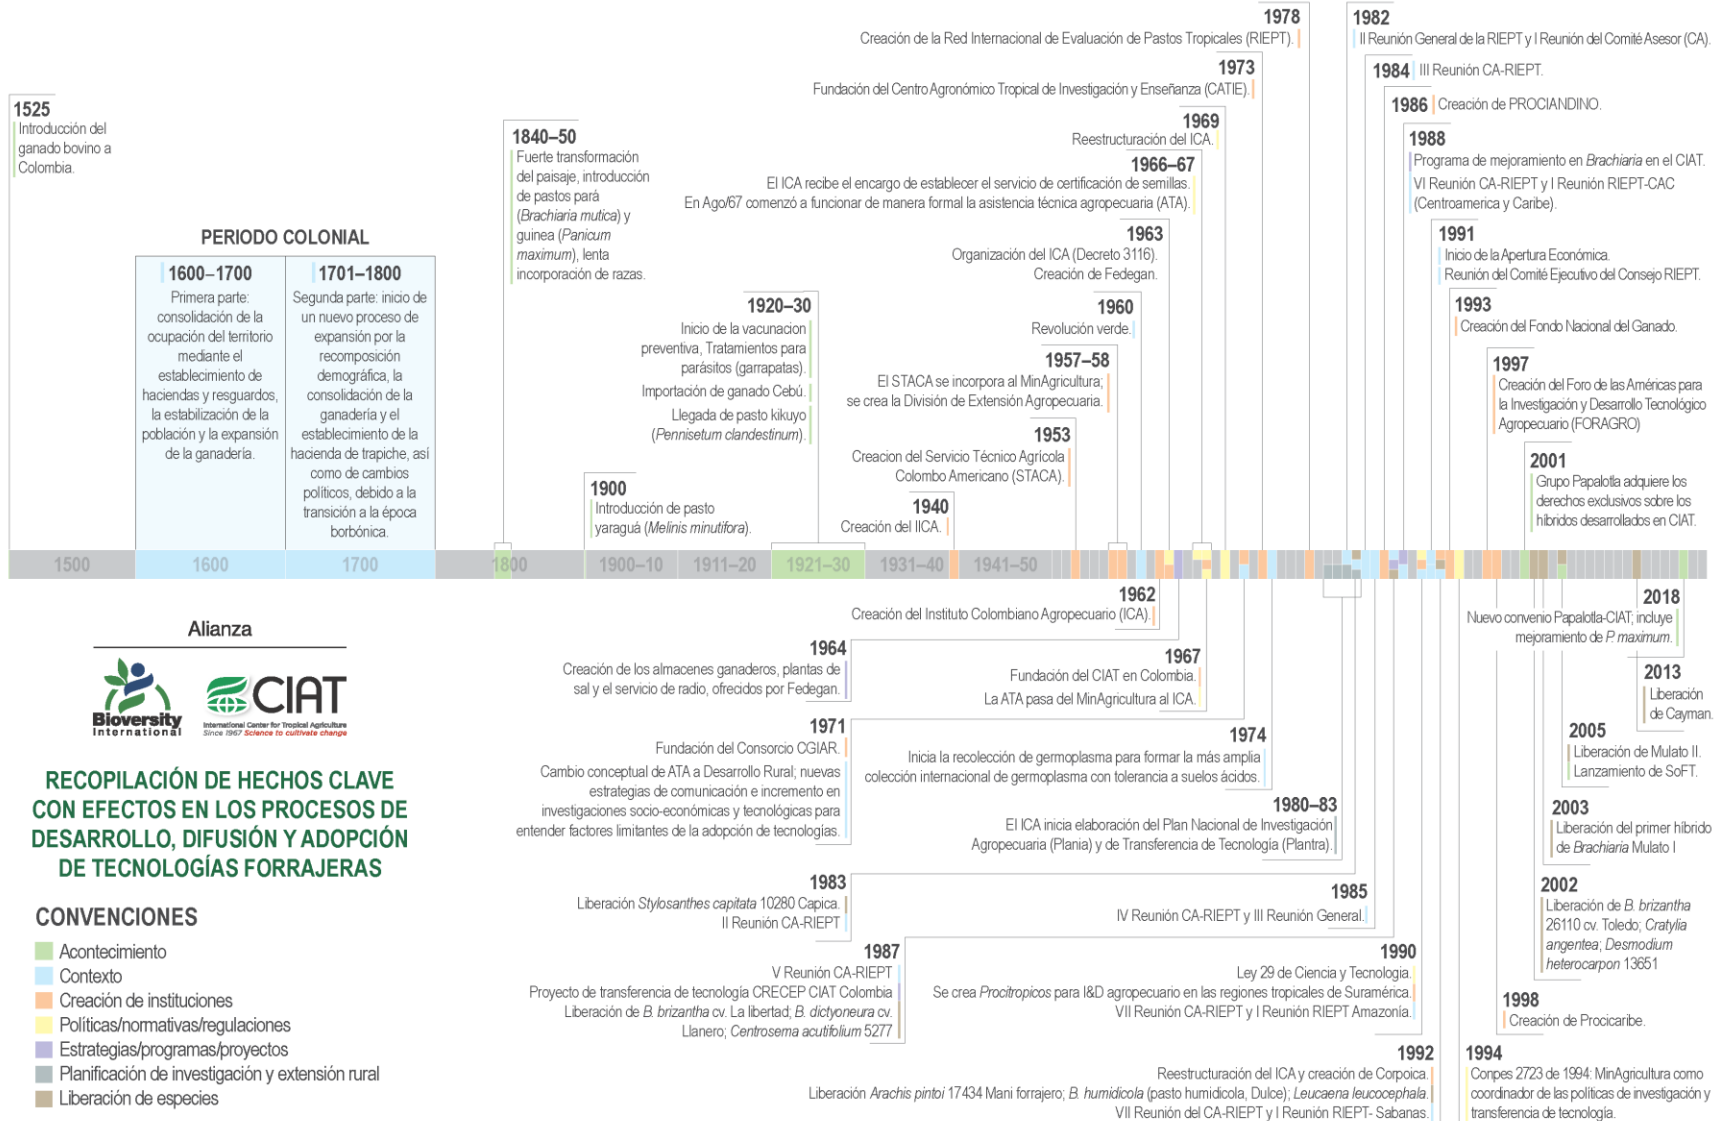 1525
Introducción del
ganado bovino a
Colombia.
PERIODO COLONIAL
1600–1700
Primera parte:
consolidación de la
ocupación del territorio
mediante el
establecimiento de
haciendas y resguardos,
la estabilización de la
población y la expansión
de la ganadería.
1701–1800
Segunda parte: inicio de
un nuevo proceso de
expansión por la
recomposición
demográfica, la
consolidación de la
ganadería y el
establecimiento de la
hacienda de trapiche, así
como de cambios
políticos, debido a la
transición a la época
borbónica.
1840–50
Fuerte transformación
del paisaje, introducción
de pastos pará
(Brachiaria mutica) y
guinea (Panicum
maximum), lenta
incorporación de razas.
1900
Introducción de pasto
yaraguá (Melinis minutifora).
1920–30
Inicio de la vacunacion
preventiva, Tratamientos para
parásitos (garrapatas).
Importación de ganado Cebú.
Llegada de pasto kikuyo
(Pennisetum clandestinum).
1940
Creación del IICA.
1953
Creacion del Servicio Técnico Agrícola
Colombo Americano (STACA).
1957–58
El STACA se incorpora al MinAgricultura;
se crea la División de Extensión Agropecuaria.
1960
Revolución verde.
1963
Organización del ICA (Decreto 3116).
Creación de Fedegan.
1966–67
El ICA recibe el encargo de establecer el servicio de certificación de semillas.
En Ago/67 comenzó a funcionar de manera formal la asistencia técnica agropecuaria (ATA).
1969
Reestructuración del ICA.
1973
Fundación del Centro Agronómico Tropical de Investigación y Enseñanza (CATIE).
1978
Creación de la Red Internacional de Evaluación de Pastos Tropicales (RIEPT).
1982
II Reunión General de la RIEPT y I Reunión del Comité Asesor (CA).
1984
III Reunión CA-RIEPT.
1986
Creación de PROCIANDINO.
1988
Programa de mejoramiento en Brachiaria en el CIAT.
VI Reunión CA-RIEPT y I Reunión RIEPT-CAC
(Centroamerica y Caribe).
1991
Inicio de la Apertura Económica.
Reunión del Comité Ejecutivo del Consejo RIEPT.
1993
Creación del Fondo Nacional del Ganado.
1997
Creación del Foro de las Américas para
la Investigación y Desarrollo Tecnológico
Agropecuario (FORAGRO)
2001
Grupo Papalotla adquiere los
derechos exclusivos sobre los
híbridos desarrollados en CIAT.
1500
1600
1700
1800
1900–10
1911–20
1921–30
1931–40
1941–50
1962
Creación del Instituto Colombiano Agropecuario (ICA).
1964
Creación de los almacenes ganaderos, plantas de
sal y el servicio de radio, ofrecidos por Fedegan.
1967
Fundación del CIAT en Colombia.
La ATA pasa del MinAgricultura al ICA.
1971
Fundación del Consorcio CGIAR.
Cambio conceptual de ATA a Desarrollo Rural; nuevas
estrategias de comunicación e incremento en
investigaciones socio-económicas y tecnológicas para
entender factores limitantes de la adopción de tecnologías.
1974
Inicia la recolección de germoplasma para formar la más amplia
colección internacional de germoplasma con tolerancia a suelos ácidos.
1980–83
El ICA inicia elaboración del Plan Nacional de Investigación
Agropecuaria (Plania) y de Transferencia de Tecnología (Plantra).
1983
Liberación Stylosanthes capitata 10280 Capica.
II Reunión CA-RIEPT
1985
IV Reunión CA-RIEPT y III Reunión General.
1987
V Reunión CA-RIEPT
Proyecto de transferencia de tecnología CRECEP CIAT Colombia
Liberación de B. brizantha cv. La libertad; B. dictyoneura cv.
Llanero; Centrosema acutifolium 5277
1990
Ley 29 de Ciencia y Tecnología.
Se crea Procitropicos para I&D agropecuario en las regiones tropicales de Suramérica.
VII Reunión CA-RIEPT y I Reunión RIEPT Amazonía.
1992
Reestructuración del ICA y creación de Corpoica.
Liberación Arachis pintoi 17434 Mani forrajero; B. humidicola (pasto humidicola, Dulce); Leucaena leucocephala.
VII Reunión del CA-RIEPT y I Reunión RIEPT- Sabanas.
1994
Conpes 2723 de 1994: MinAgricultura como
coordinador de las políticas de investigación y
transferencia de tecnología.
1998
Creación de Procicaribe.
2002
Liberación de B. brizantha
26110 cv. Toledo; Cratylia
angentea; Desmodium
heterocarpon 13651
2003
Liberación del primer híbrido
de Brachiaria Mulato I
2005
Liberación de Mulato II.
Lanzamiento de SoFT.
2013
Liberación
de Cayman.
2018
Nuevo convenio Papalotla-CIAT; incluye
mejoramiento de P. maximum.
Alianza
Bioversity
International
CIAT
International Center for Tropical Agriculture
Since 1967 Science to cultivate change
RECOPILACIÓN DE HECHOS CLAVE
CON EFECTOS EN LOS PROCESOS DE
DESARROLLO, DIFUSIÓN Y ADOPCIÓN
DE TECNOLOGÍAS FORRAJERAS
CONVENCIONES
Acontecimiento
Contexto
Creación de instituciones
Políticas/normativas/regulaciones
Estrategias/programas/proyectos
Planificación de investigación y extensión rural
Liberación de especies